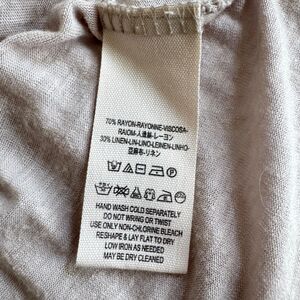 70% RAYON-RAYONNE-VISCOSA-
RAIOM-人造絲-レーヨン
30% LINEN-LIN-LINO-LEINEN-LINHO-
亞麻布-リネン
HAND WASH COLD SEPARATELY
DO NOT WRING OR TWIST
USE ONLY NON-CHLORINE BLEACH
RESHAPE & LAY FLAT TO DRY
LOW IRON AS NEEDED
MAY BE DRY CLEANED